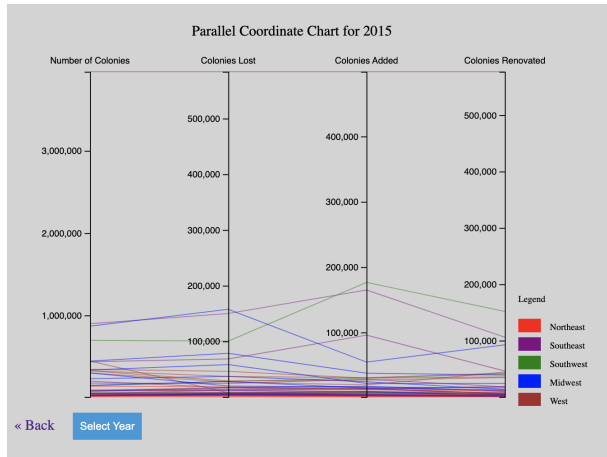 Parallel Coordinate Chart for 2015
Number of Colonies
Colonies Lost
Colonies Added
Colonies Renovated
3,000,000
2,000,000
1,000,000
500,000
400,000
300,000
200,000
100,000
400,000
300,000
200,000
100,000
500,000
400,000
300,000
200,000
100,000
Legend
Northeast
Southeast
Southwest
Midwest
West
« Back
Select Year